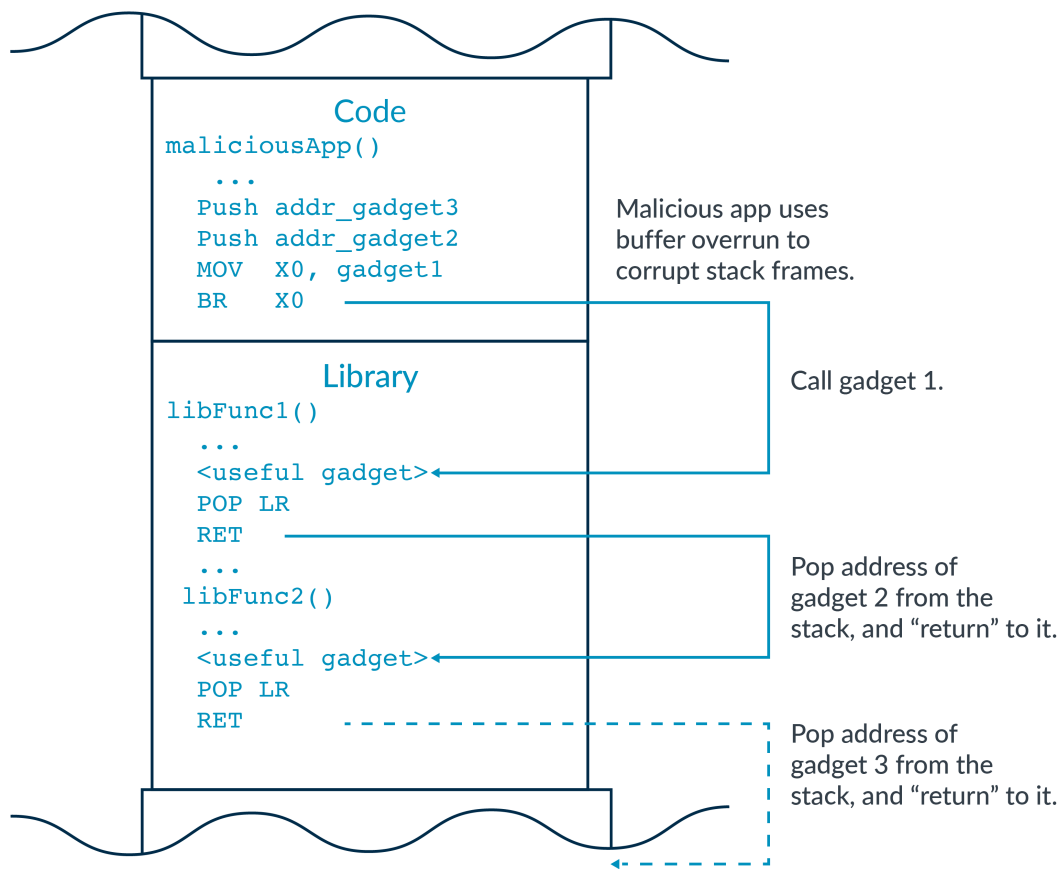 Code
maliciousApp()
...
Push addr_gadget3
Push addr_gadget2
MOV X0, gadget1
BR X0
Malicious app uses
buffer overrun to
corrupt stack frames.
Call gadget 1.
Library
libFunc1()
...
<useful gadget>
POP LR
RET
...
libFunc2()
...
<useful gadget>
POP LR
RET
Pop address of
gadget 2 from the
stack, and “return” to it.
Pop address of
gadget 3 from the
stack, and “return” to it.